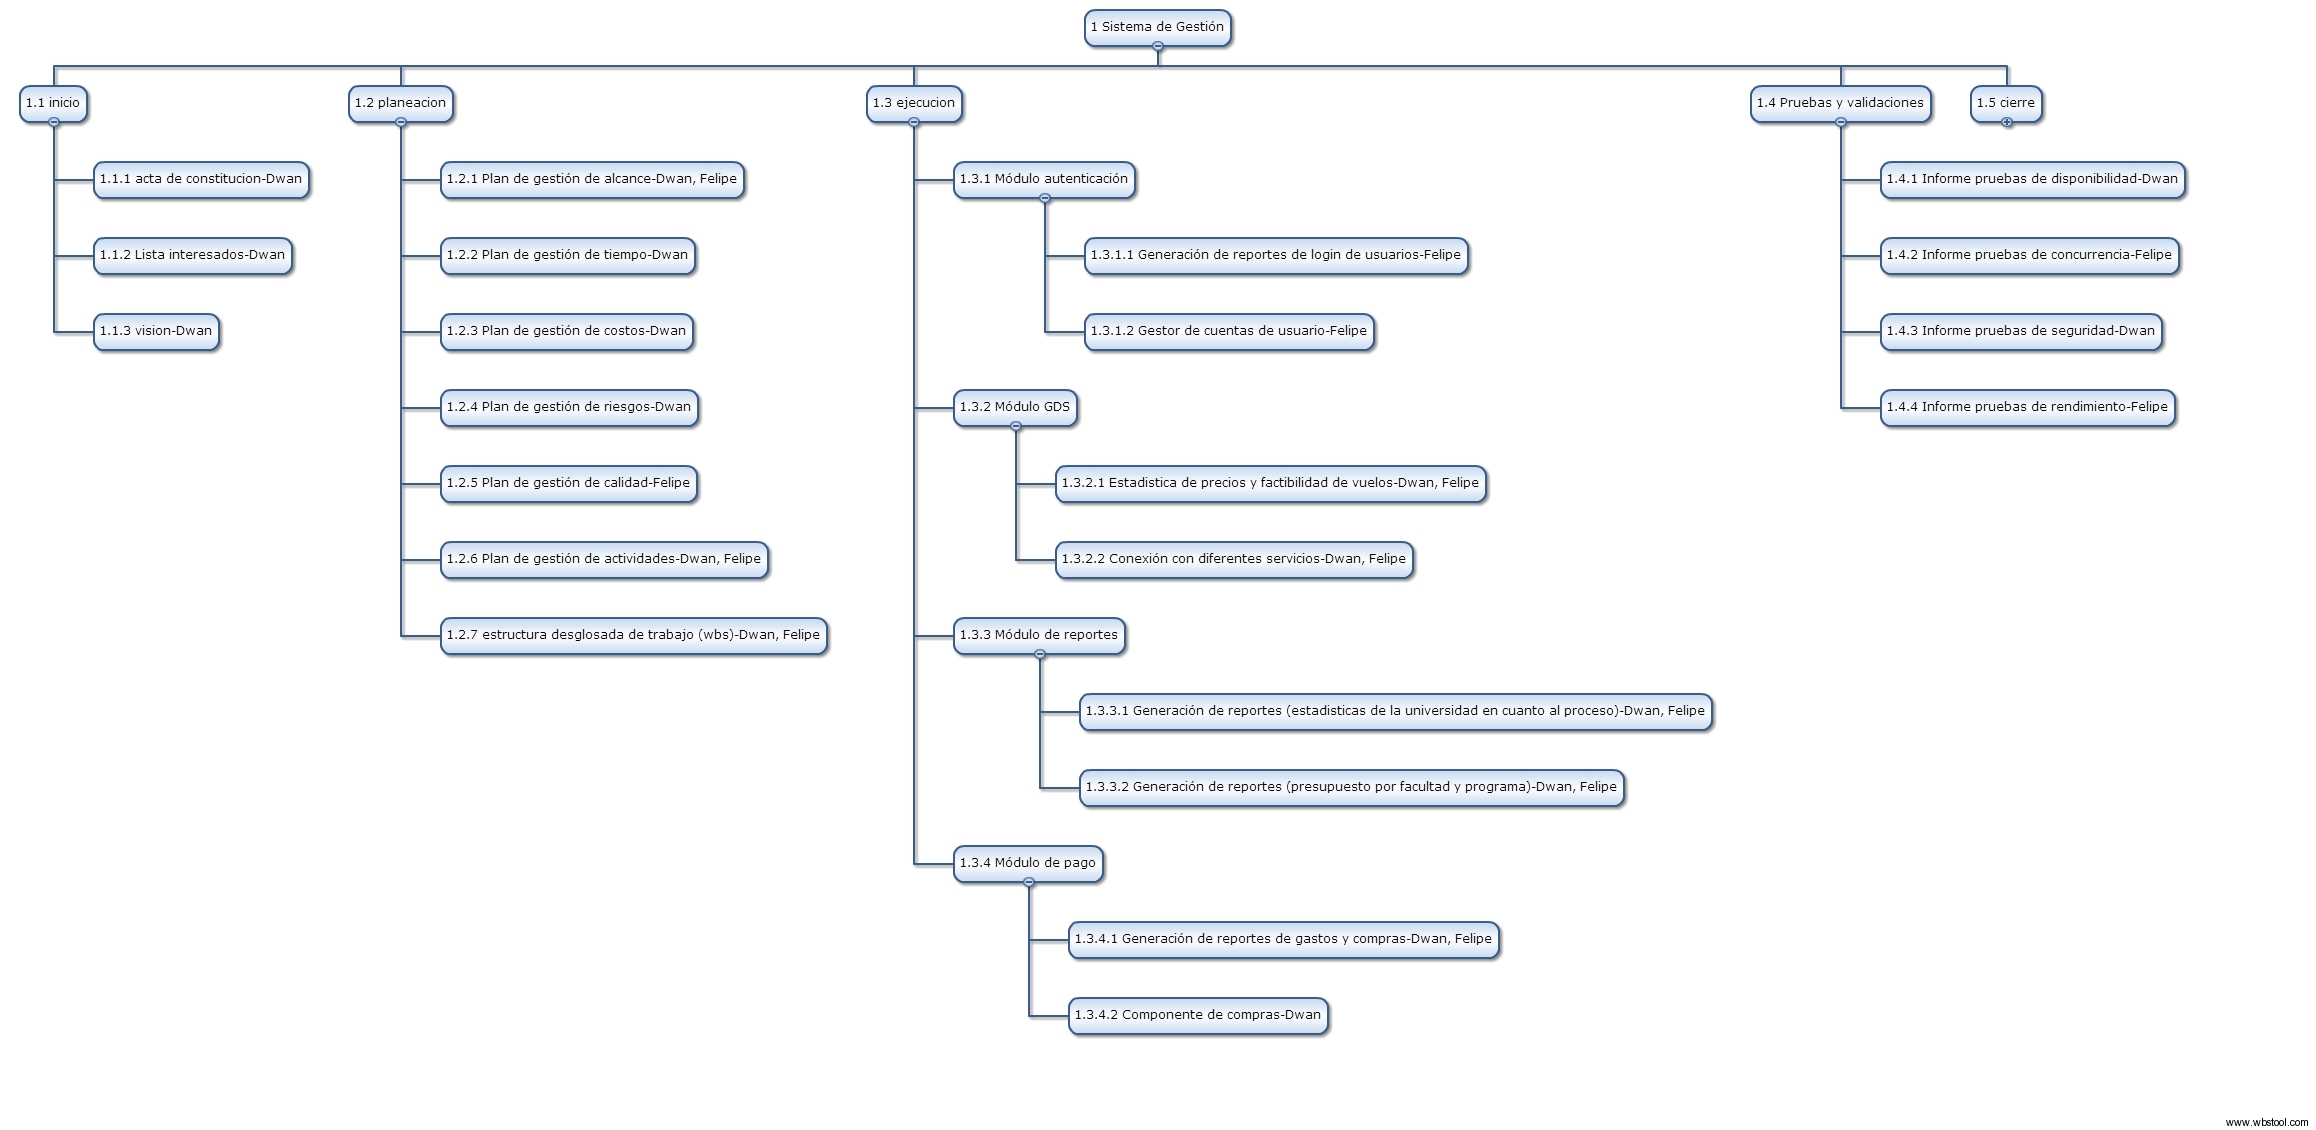 1 Sistema de Gestión
1.1 inicio
1.1.1 acta de constitucion-Dwan
1.1.2 Lista interesados-Dwan
1.1.3 vision-Dwan
1.2 planeacion
1.2.1 Plan de gestión de alcance-Dwan, Felipe
1.2.2 Plan de gestión de tiempo-Dwan
1.2.3 Plan de gestión de costos-Dwan
1.2.4 Plan de gestión de riesgos-Dwan
1.2.5 Plan de gestión de calidad-Felipe
1.2.6 Plan de gestión de actividades-Dwan, Felipe
1.2.7 estructura desglosada de trabajo (wbs)-Dwan, Felipe
1.3 ejecucion
1.3.1 Módulo autenticación
1.3.1.1 Generación de reportes de login de usuarios-Felipe
1.3.1.2 Gestor de cuentas de usuario-Felipe
1.3.2 Módulo GDS
1.3.2.1 Estadistica de precios y factibilidad de vuelos-Dwan, Felipe
1.3.2.2 Conexión con diferentes servicios-Dwan, Felipe
1.3.3 Módulo de reportes
1.3.3.1 Generación de reportes (estadisticas de la universidad en cuanto al proceso)-Dwan, Felipe
1.3.3.2 Generación de reportes (presupuesto por facultad y programa)-Dwan, Felipe
1.3.4 Módulo de pago
1.3.4.1 Generación de reportes de gastos y compras-Dwan, Felipe
1.3.4.2 Componente de compras-Dwan
1.4 Pruebas y validaciones
1.4.1 Informe pruebas de disponibilidad-Dwan
1.4.2 Informe pruebas de concurrencia-Felipe
1.4.3 Informe pruebas de seguridad-Dwan
1.4.4 Informe pruebas de rendimiento-Felipe
1.5 cierre
www.wbstool.com